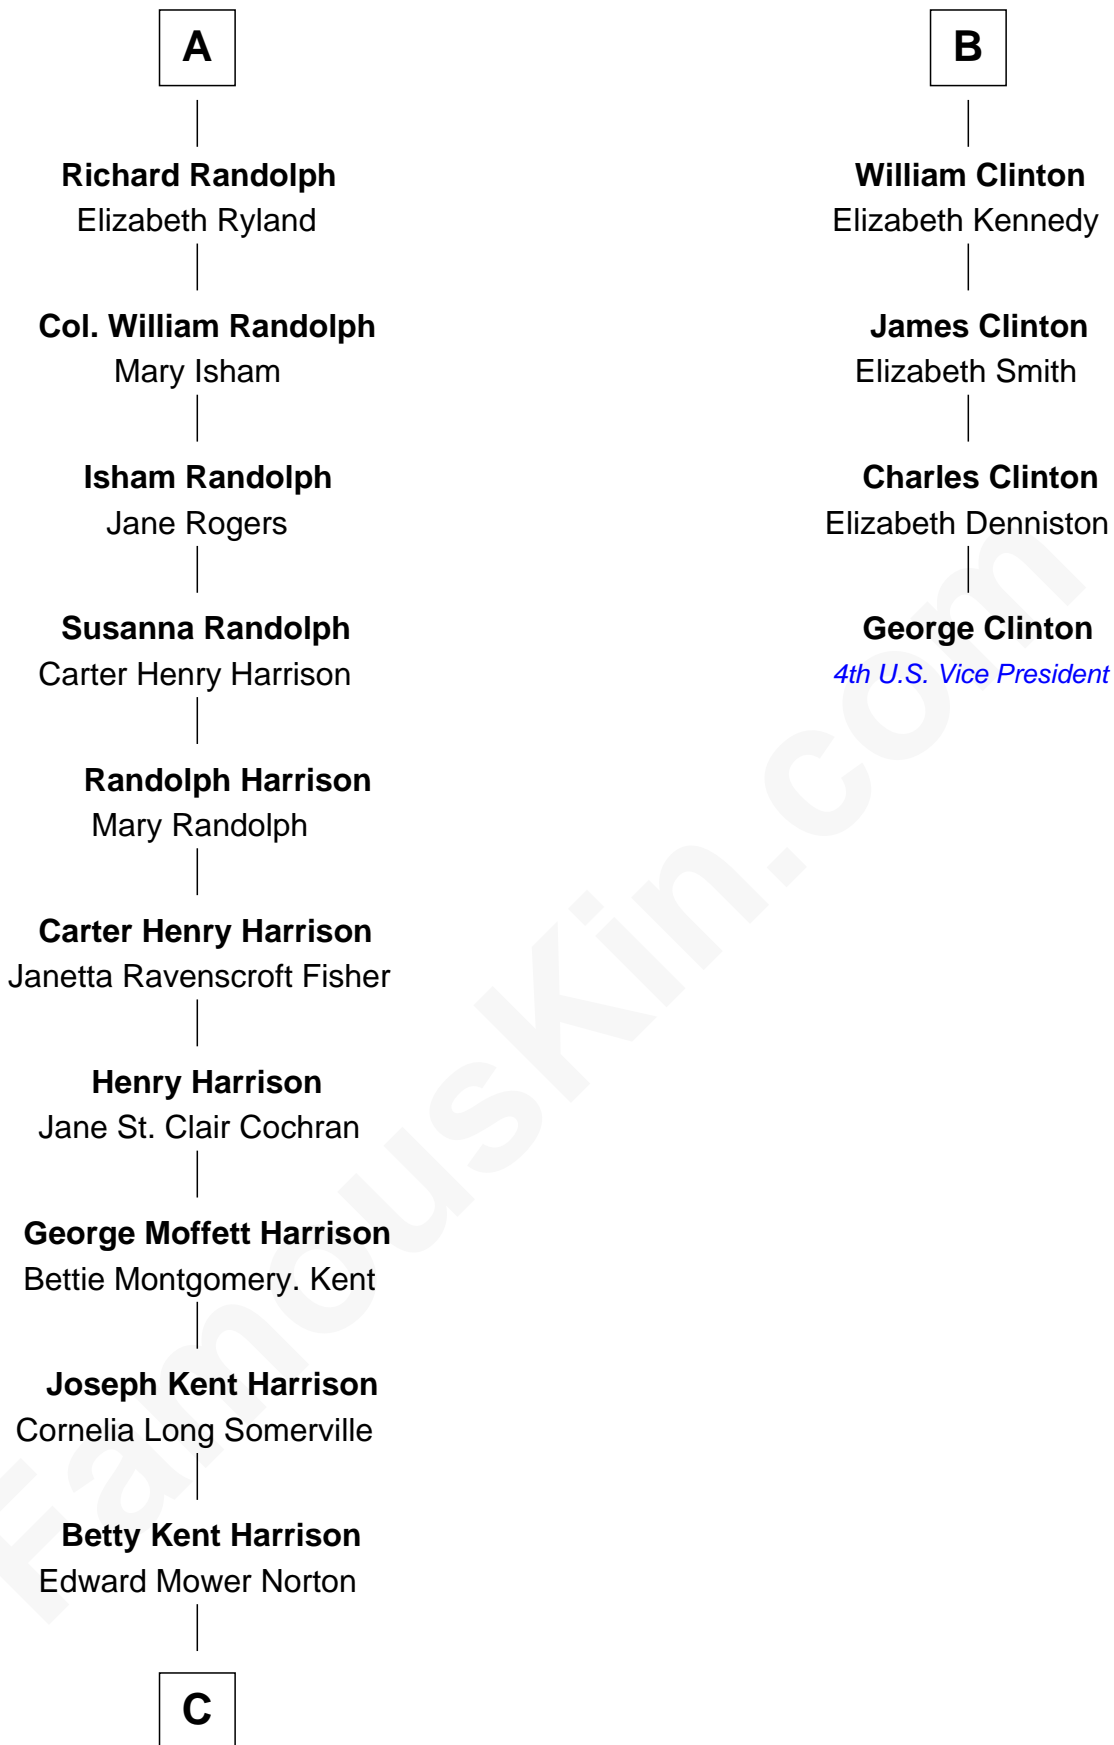 A
Richard Randolph
Elizabeth Ryland
Col. William Randolph
Mary Isham
Isham Randolph
Jane Rogers
Susanna Randolph
Carter Henry Harrison
Randolph Harrison
Mary Randolph
Carter Henry Harrison
Janetta Ravenscroft Fisher
Henry Harrison
Jane St. Clair Cochran
George Moffett Harrison
Bettie Montgomery. Kent
Joseph Kent Harrison
Cornelia Long Somerville
Betty Kent Harrison
Edward Mower Norton
C
B
William Clinton
Elizabeth Kennedy
James Clinton
Elizabeth Smith
Charles Clinton
Elizabeth Denniston
George Clinton
4th U.S. Vice President
FamousKin.com